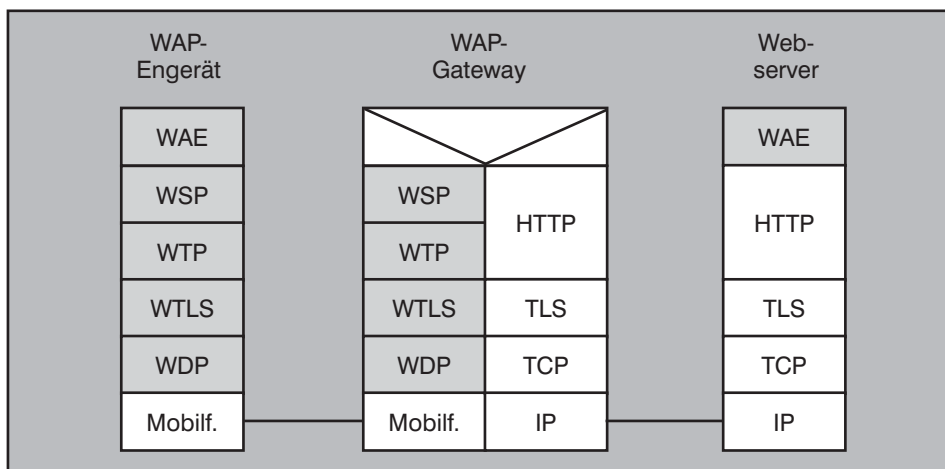 WAP-
Engerät
WAP-
Gateway
Web-
server
WAE
WAE
WSP
WSP
HTTP
HTTP
WTP
WTP
WTLS
WTLS
TLS
TLS
WDP
WDP
TCP
TCP
Mobilf.
Mobilf.
IP
IP